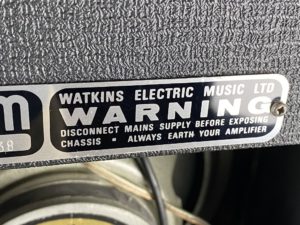 WATKINS ELECTRIC MUSIC LTD
m WARNING
DISCONNECT MAINS SUPPLY BEFORE EXPOSING
CHASSIS • ALWAYS EARTH YOUR AMPLIFIER